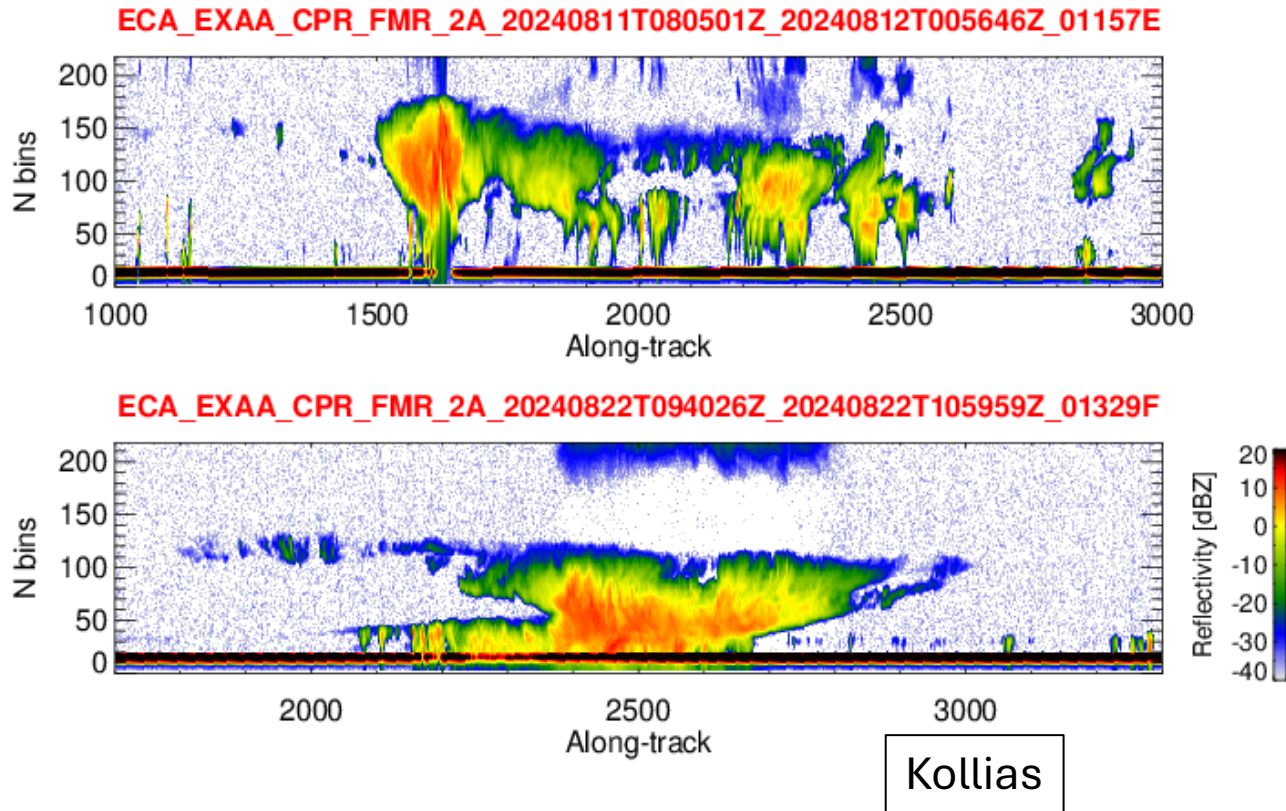 ECA_EXAA_CPR_FMR_2A_20240811T080501Z_20240812T005646Z_01157E
200
150
100
50
0
N bins
1000 1500 2000 2500 3000
Along-track
ECA_EXAA_CPR_FMR_2A_20240822T094026Z_20240822T105959Z_01329F
200
150
100
50
0
N bins
2000 2500 3000
Along-track
20
10
0
-10
-20
-30
-40
Reflectivity [dBZ]
Kollias